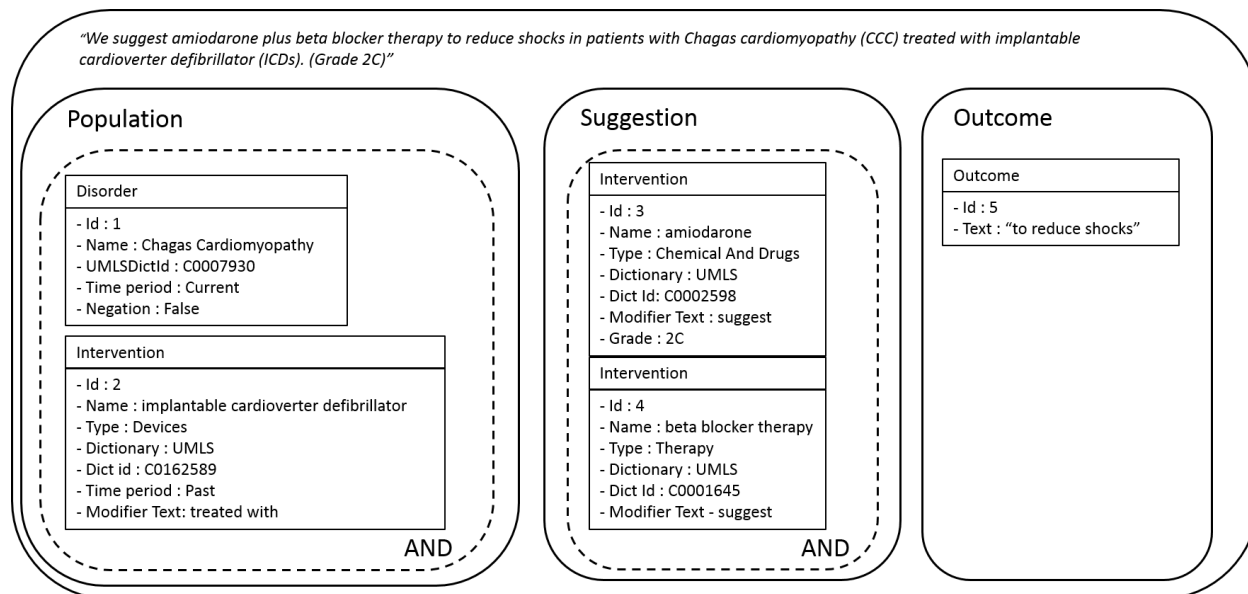 “We suggest amiodarone plus beta blocker therapy to reduce shocks in patients with Chagas cardiomyopathy (CCC) treated with implantable
cardioverter defibrillator (ICDs). (Grade 2C)”
Population
Disorder
- Id : 1
- Name : Chagas Cardiomyopathy
- UMLSDictId : C0007930
- Time period : Current
- Negation : False
Intervention
- Id : 2
- Name : implantable cardioverter defibrillator
- Type : Devices
- Dictionary : UMLS
- Dict id : C0162589
- Time period : Past
- Modifier Text: treated with
AND
Suggestion
Intervention
- Id : 3
- Name : amiodarone
- Type : Chemical And Drugs
- Dictionary : UMLS
- Dict Id: C0002598
- Modifier Text : suggest
- Grade : 2C
Intervention
- Id : 4
- Name : beta blocker therapy
- Type : Therapy
- Dictionary : UMLS
- Dict Id : C0001645
- Modifier Text - suggest
AND
Outcome
Outcome
- Id : 5
- Text : “to reduce shocks”